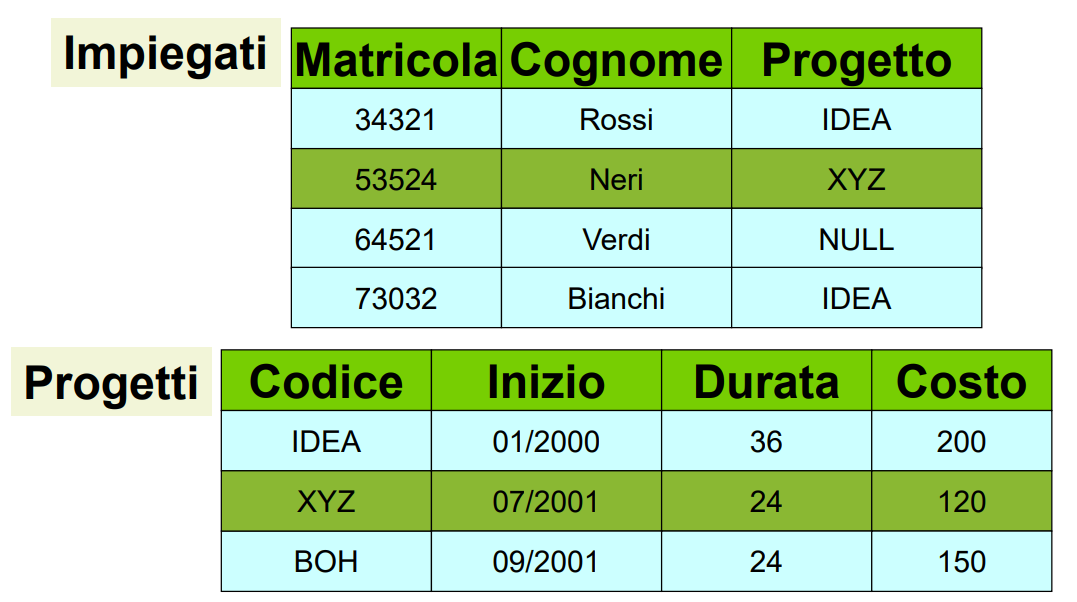 Impiegati
Matricola Cognome Progetto
34321 Rossi IDEA
53524 Neri XYZ
64521 Verdi NULL
73032 Bianchi IDEA
Progetti
Codice Inizio Durata Costo
IDEA 01/2000 36 200
XYZ 07/2001 24 120
BOH 09/2001 24 150